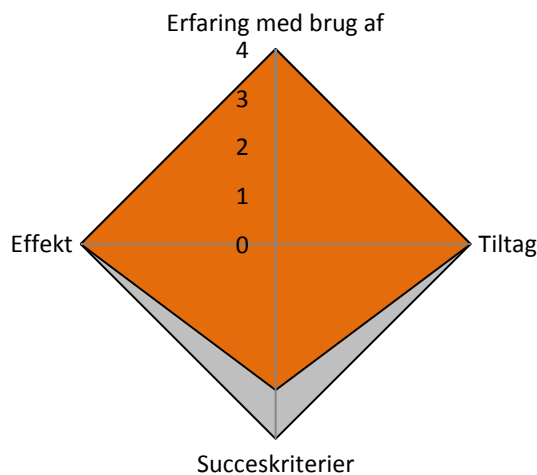 Erfaring med brug af
4
3
2
1
0
Effekt
Tiltag
Succeskriterier